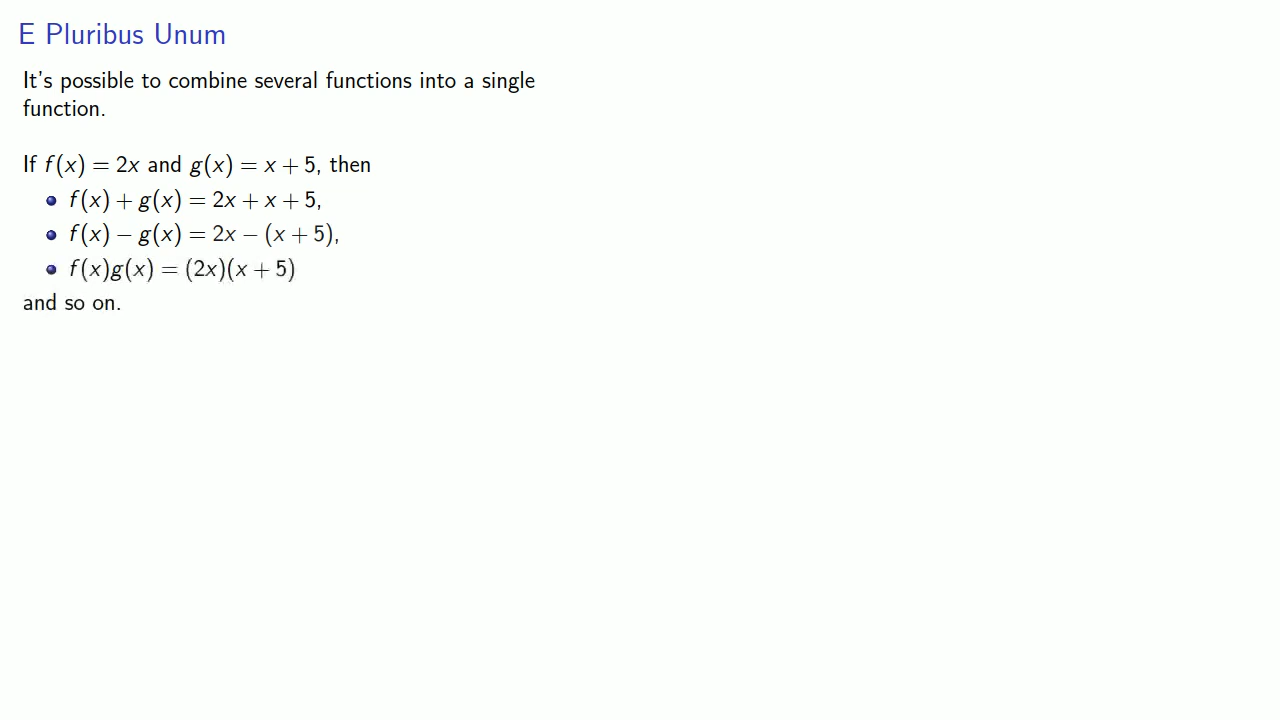 E Pluribus Unum
It's possible to combine several functions into a single
function.
If f(x) = 2x and g(x) = x + 5, then
f(x) + g(x) = 2x + x + 5,
f(x) − g(x) = 2x − (x + 5),
f(x)g(x) = (2x)(x + 5)
and so on.